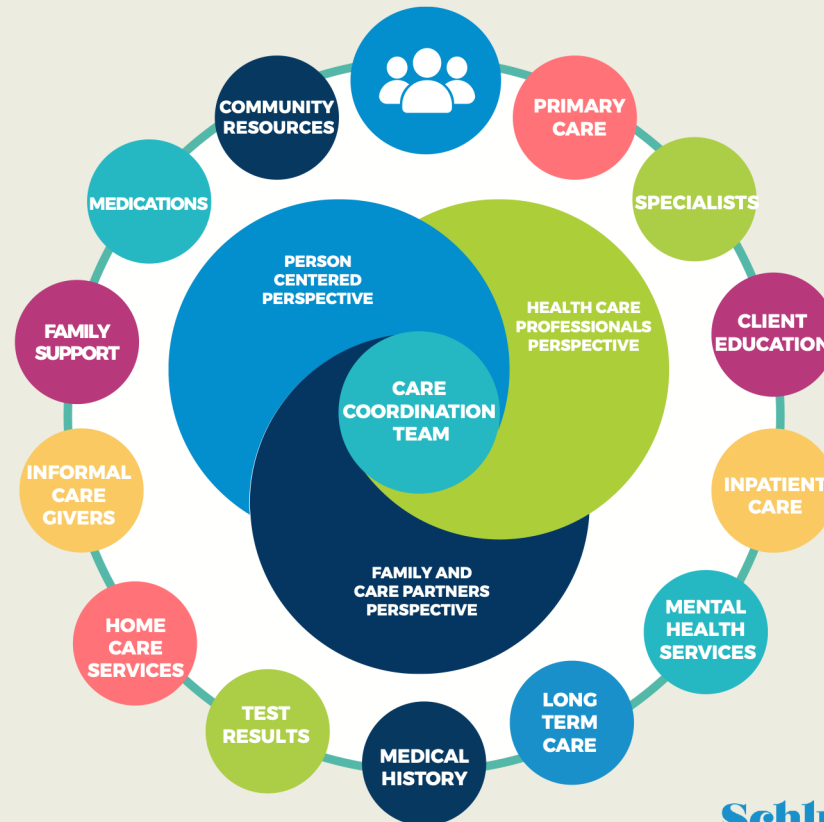 COMMUNITY
RESOURCES
PRIMARY
CARE
MEDICATIONS
SPECIALISTS
PERSON
CENTERED
PERSPECTIVE
HEALTH CARE
PROFESSIONALS
PERSPECTIVE
FAMILY
SUPPORT
CLIENT
EDUCATION
CARE
COORDINATION
TEAM
INFORMAL
CARE
GIVERS
INPATIENT
CARE
FAMILY AND
CARE PARTNERS
PERSPECTIVE
HOME
CARE
SERVICES
MENTAL
HEALTH
SERVICES
TEST
RESULTS
LONG
TERM
CARE
MEDICAL
HISTORY